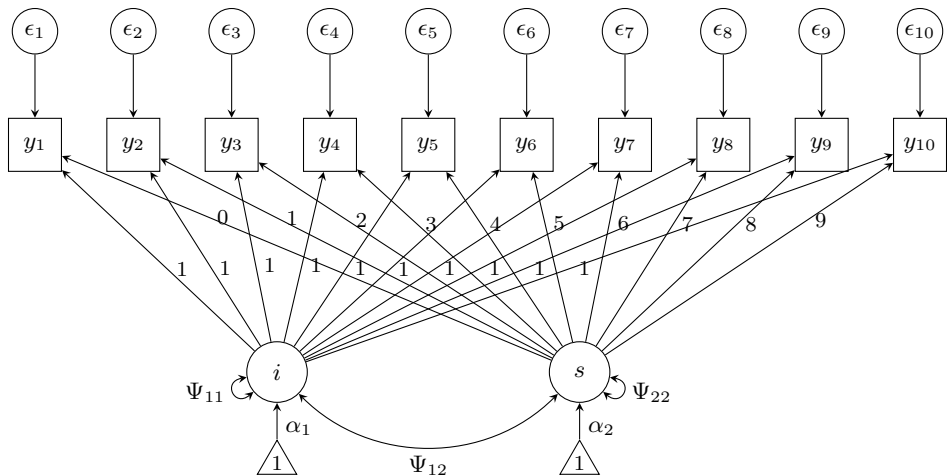 ϵ₁ ϵ₂ ϵ₃ ϵ₄ ϵ₅ ϵ₆ ϵ₇ ϵ₈ ϵ₉ ϵ₁₀
y₁ y₂ y₃ y₄ y₅ y₆ y₇ y₈ y₉ y₁₀
0 1 2 3 4 5 6 7 8 9
1 1 1 1 1 1 1 1 1 1
i s
Ψ₁₁ Ψ₂₂
α₁ α₂
1 Ψ₁₂ 1